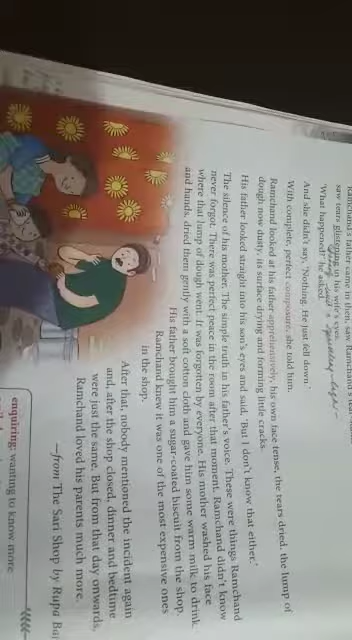 Ramchand's father came in then, saw Ramchand's
saw tears glistening in his wife's eyes.
'What happened?' he asked.
And she didn't say, 'Nothing. He just fell down.'
With complete, perfect composure, she told him.
Ramchand looked at his father apprehensively, his own face tense, the tears dried, the lump of
dough now dusty, its surface drying and forming little cracks.
His father looked straight into his son's eyes and said, 'But I don't know that either.'
The silence of his mother. The simple truth in his father's voice. These were things Ramchand
never forgot. There was perfect peace in the room after that moment. Ramchand didn't know
where that lump of dough went. It was forgotten by everyone. His mother washed his face
and hands, dried them gently with a soft cotton cloth and gave him some warm milk to drink.
His father brought him a sugar-coated biscuit from the shop.
Ramchand knew it was one of the most expensive ones
in the shop.
After that, nobody mentioned the incident again
and, after the shop closed, dinner and bedtime
were just the same. But from that day onwards,
Ramchand loved his parents much more.
—from The Sari Shop by Rupa
enquiring: wanting to know more